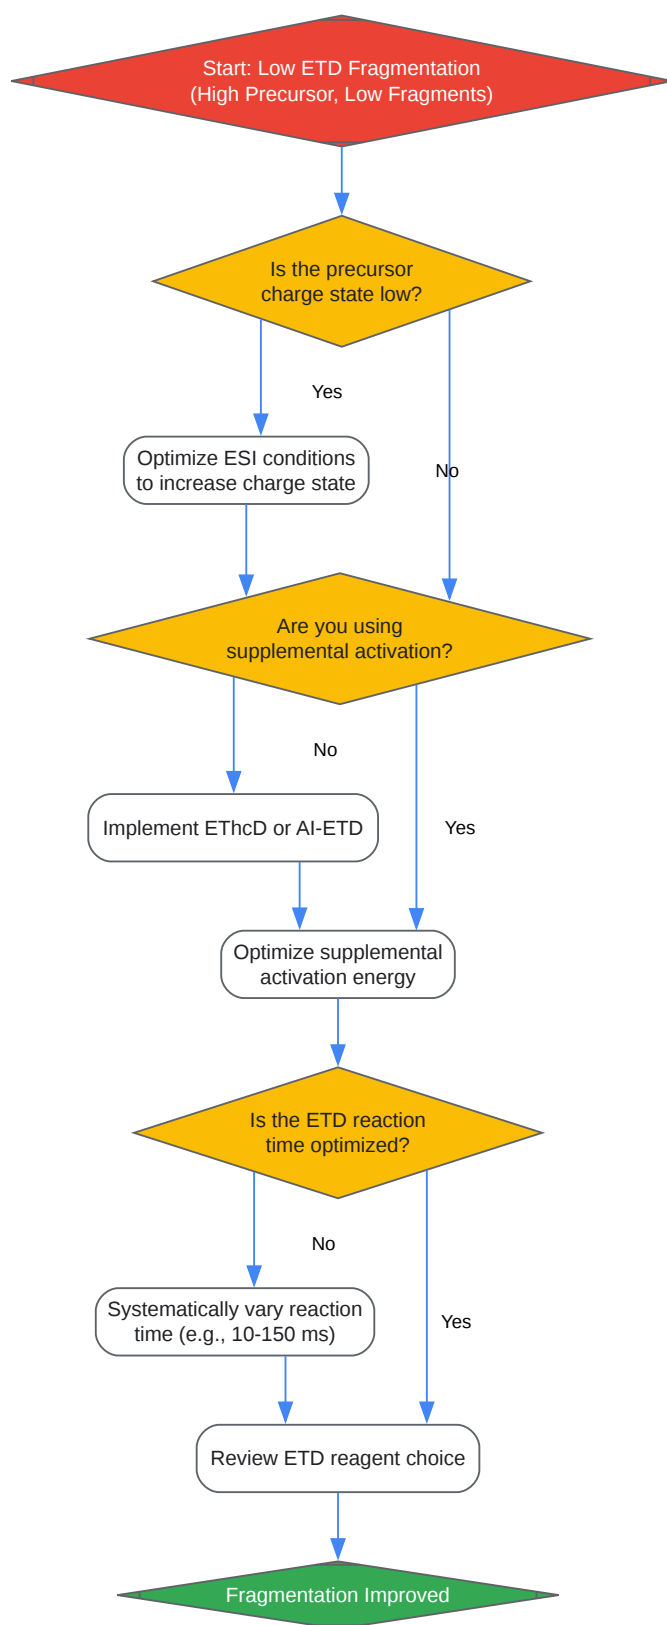 Start: Low ETD Fragmentation
(High Precursor, Low Fragments)
Is the precursor
charge state low?
Yes
Optimize ESI conditions
to increase charge state
No
Are you using
supplemental activation?
No
Implement EThcD or AI-ETD
Yes
Optimize supplemental
activation energy
Is the ETD reaction
time optimized?
No
Systematically vary reaction
time (e.g., 10-150 ms)
Yes
Review ETD reagent choice
Fragmentation Improved